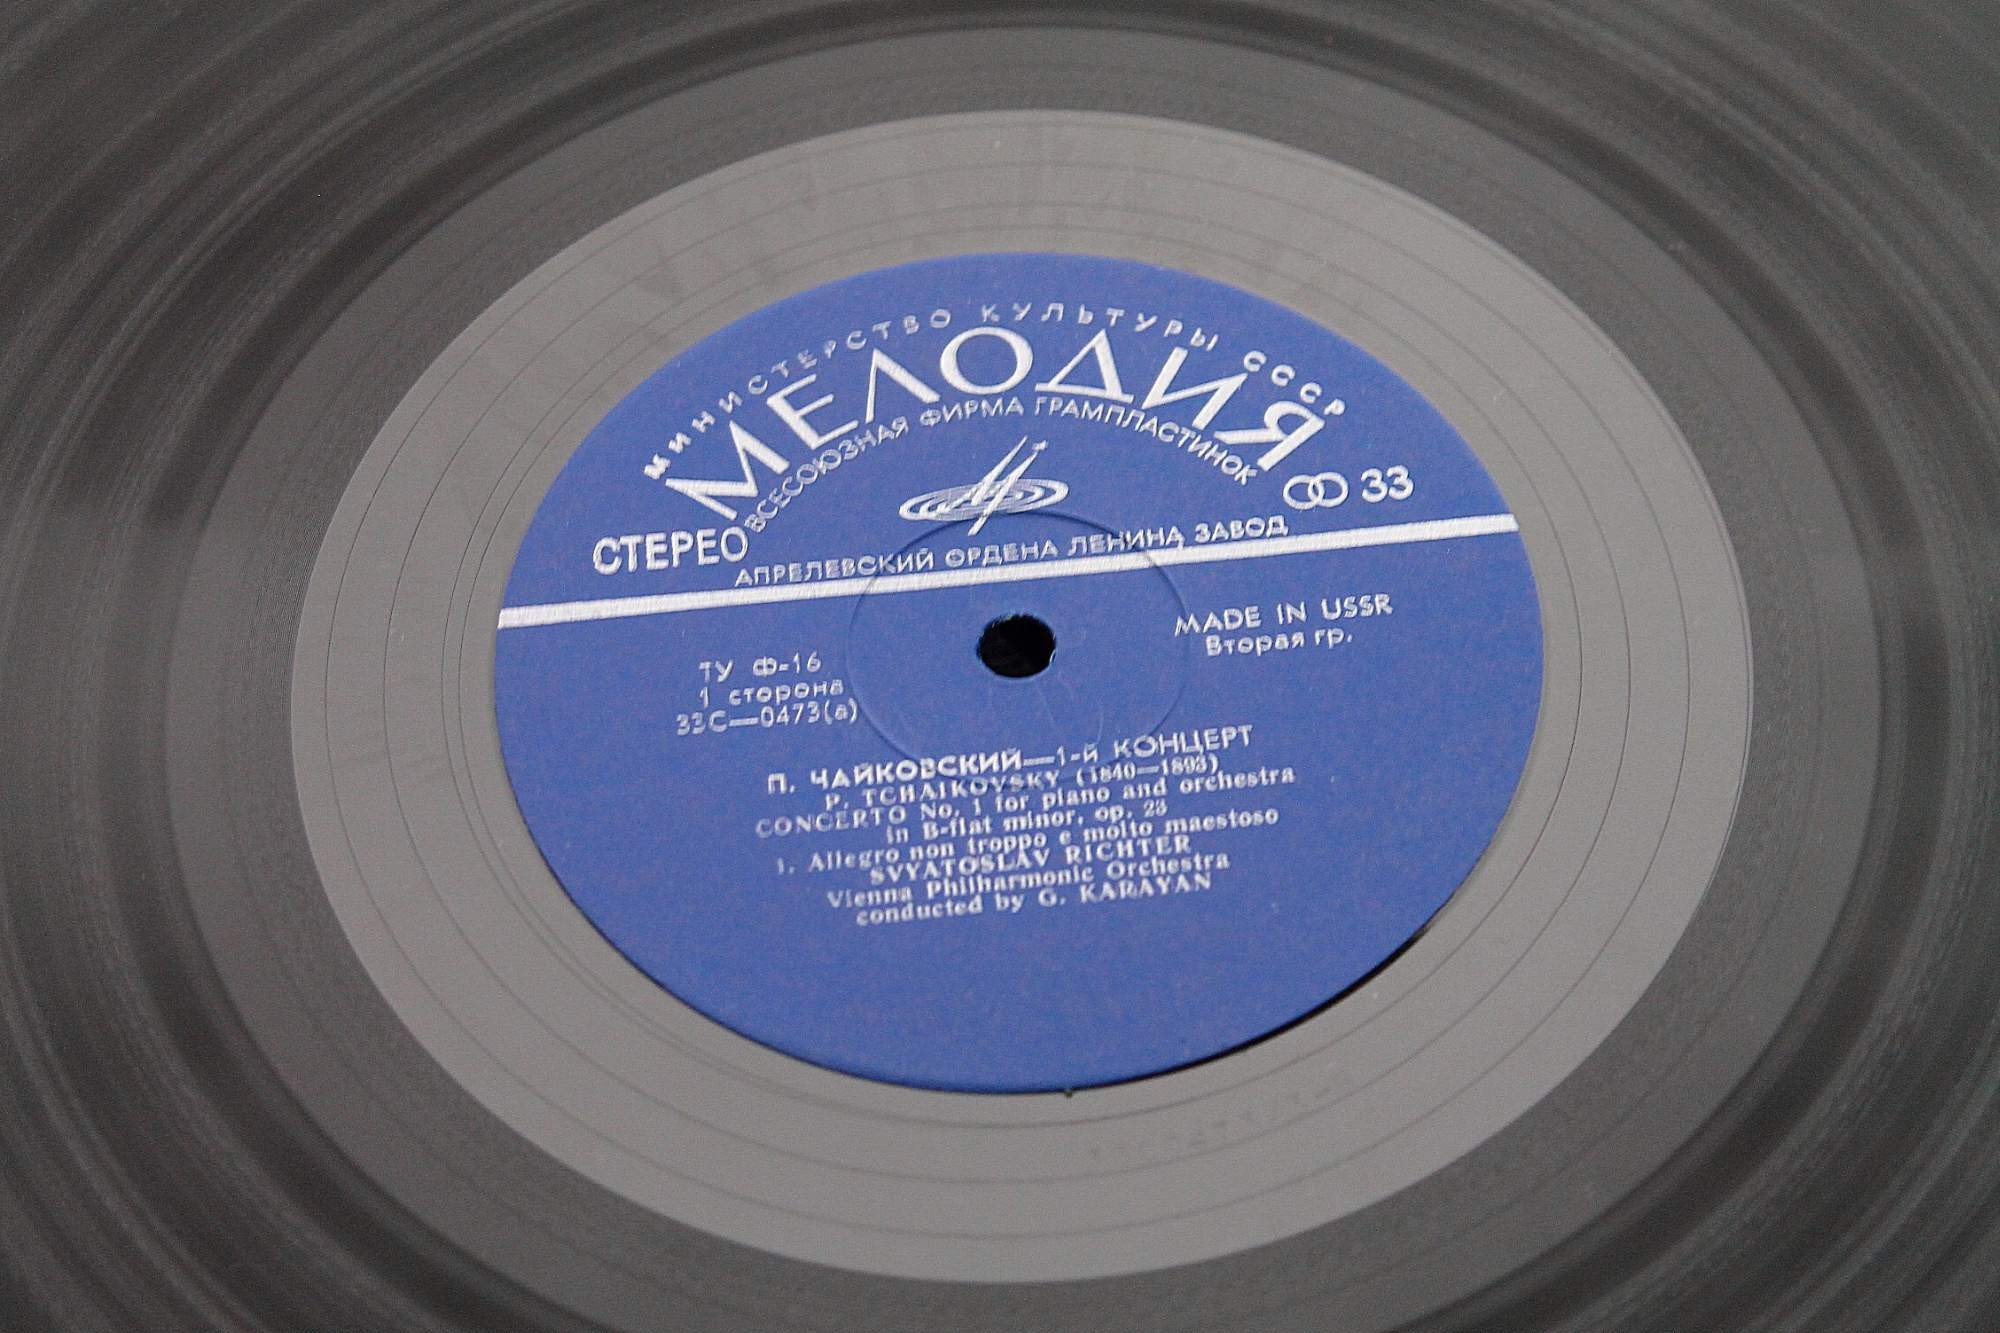 МИНИСТЕРСТВО КУЛЬТУРЫ СССР
МЕЛОДИЯ
ВСЕСОЮЗНАЯ ФИРМА ГРАМПЛАСТИНОК
СТЕРЕО
33
АПРЕЛЕВСКИЙ ОРДЕНА ЛЕНИНА ЗАВОД
MADE IN USSR
Вторая гр.
ТУ Ф-16
1 сторона
33С—0473(а)
П. ЧАЙКОВСКИЙ—1-й КОНЦЕРТ
P. TCHAIKOVSKY (1840—1893)
CONCERTO No. 1 for piano and orchestra
in B-flat minor, op. 23
1. Allegro non troppo e molto maestoso
SVYATOSLAV RICHTER
Vienna Philharmonic Orchestra
conducted by G. KARAYAN